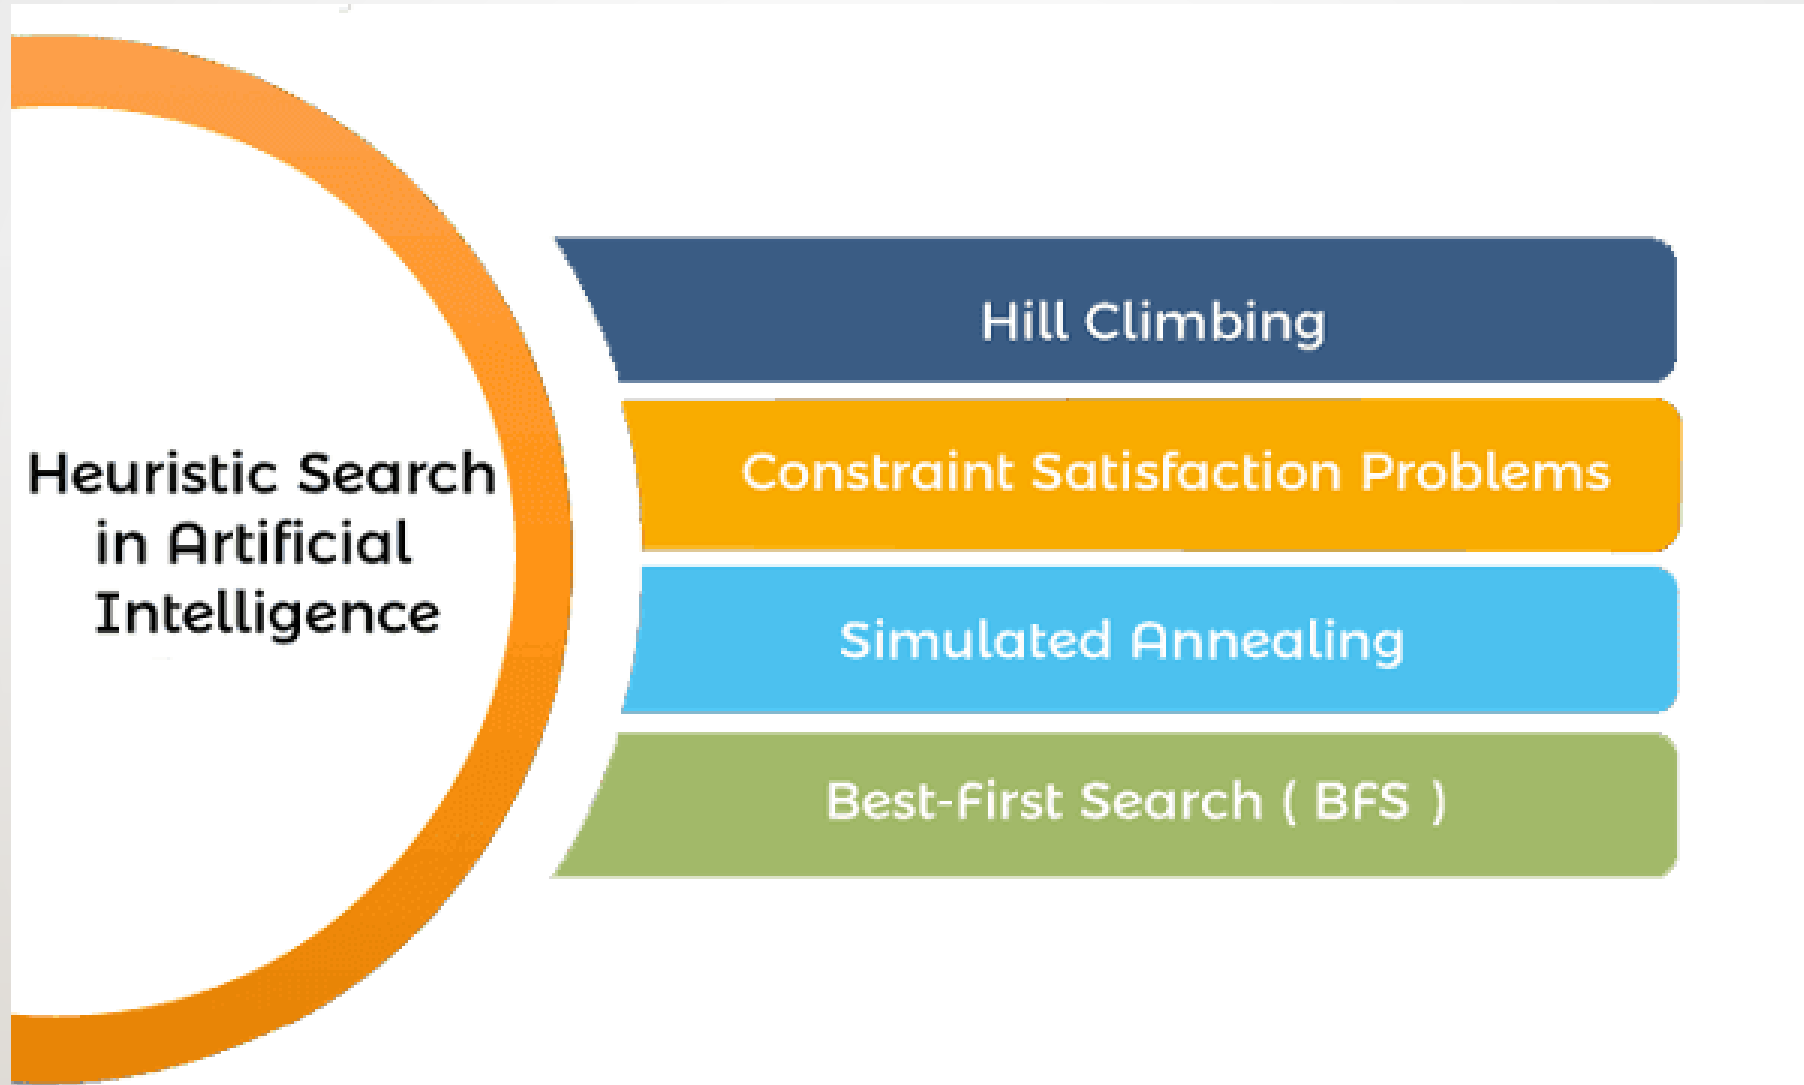 Heuristic Search
in Artificial
Intelligence
Hill Climbing
Constraint Satisfaction Problems
Simulated Annealing
Best-First Search ( BFS )